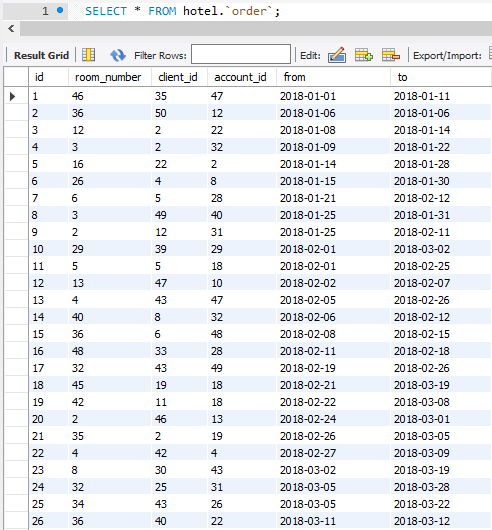 1 SELECT * FROM hotel.`order`;
Result Grid Filter Rows: Edit: Export/Import:
id room_number client_id account_id from to
1 46 35 47 2018-01-01 2018-01-11
2 36 50 12 2018-01-06 2018-01-06
3 12 2 22 2018-01-08 2018-01-14
4 3 2 32 2018-01-09 2018-01-22
5 16 22 2 2018-01-14 2018-01-28
6 26 4 8 2018-01-15 2018-01-30
7 6 5 28 2018-01-21 2018-02-12
8 3 49 40 2018-01-25 2018-01-31
9 2 12 31 2018-01-25 2018-02-11
10 29 39 29 2018-02-01 2018-03-02
11 5 5 18 2018-02-01 2018-02-25
12 13 47 10 2018-02-02 2018-02-07
13 4 43 47 2018-02-05 2018-02-26
14 40 8 32 2018-02-06 2018-02-12
15 36 6 48 2018-02-08 2018-02-15
16 48 33 28 2018-02-11 2018-02-18
17 32 43 49 2018-02-19 2018-02-26
18 45 19 18 2018-02-21 2018-03-19
19 42 11 18 2018-02-22 2018-03-08
20 2 46 13 2018-02-24 2018-03-01
21 35 2 19 2018-02-26 2018-03-05
22 4 42 4 2018-02-27 2018-03-09
23 8 30 43 2018-03-02 2018-03-19
24 32 25 31 2018-03-05 2018-03-28
25 34 43 26 2018-03-05 2018-03-22
26 36 40 22 2018-03-11 2018-03-12